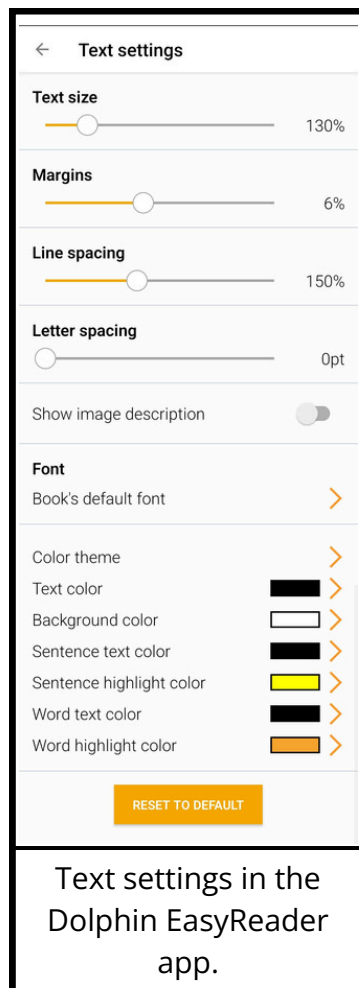 Text settings
Text size
130%
Margins
6%
Line spacing
150%
Letter spacing
0pt
Show image description
Font
Book's default font
Color theme
Text color
Background color
Sentence text color
Sentence highlight color
Word text color
Word highlight color
RESET TO DEFAULT
Text settings in the
Dolphin EasyReader
app.